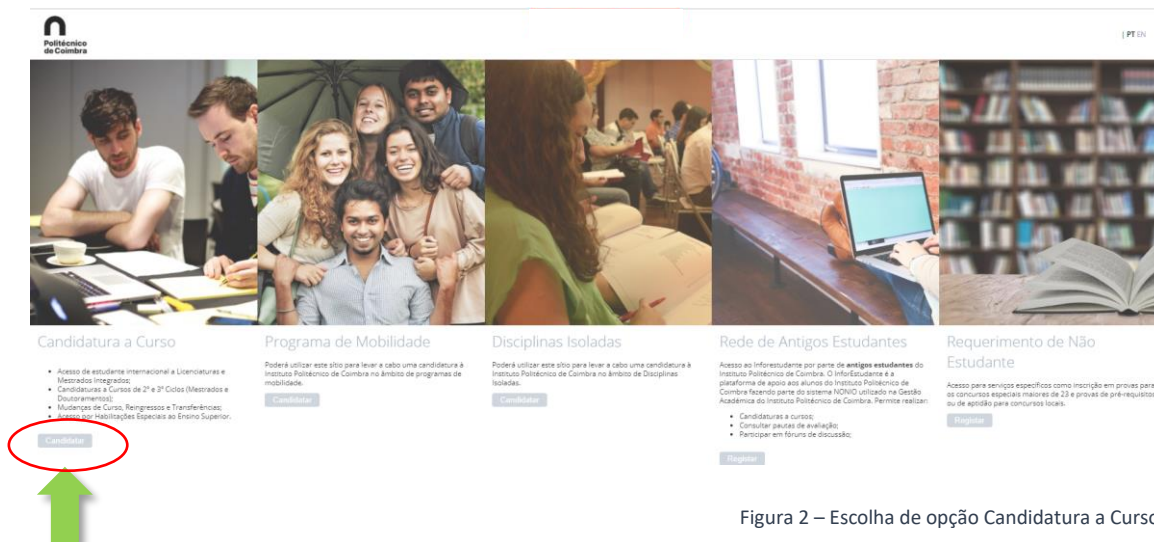 Politécnico
de Coimbra
| PT EN
Candidatura a Curso
• Acesso de estudante internacional a Licenciaturas e
Mestrados Integrados;
• Candidaturas a Cursos de 2º e 3º Ciclos (Mestrados e
Doutoramentos);
• Mudanças de Curso, Reingressos e Transferências;
• Acesso por Habilitações Especiais ao Ensino Superior.
Candidatar
Programa de Mobilidade
Poderá utilizar este sítio para levar a cabo uma candidatura à
Instituto Politécnico de Coimbra no âmbito de programas de
mobilidade.
Candidatar
Disciplinas Isoladas
Poderá utilizar este sítio para levar a cabo uma candidatura à
Instituto Politécnico de Coimbra no âmbito de Disciplinas
Isoladas.
Candidatar
Rede de Antigos Estudantes
Acesso ao Inforestudante por parte de antigos estudantes do
Instituto Politécnico de Coimbra. O InforEstudante é a
plataforma de apoio aos alunos do Instituto Politécnico de
Coimbra fazendo parte do sistema NONIO utilizado na Gestão
Académica do Instituto Politécnico de Coimbra. Permite realizar:
• Candidaturas a cursos;
• Consultar pautas de avaliação;
• Participar em fóruns de discussão;
Registar
Requerimento de Não
Estudante
Acesso para serviços específicos como inscrição em provas para
os concursos especiais maiores de 23 e provas de pré-requisitos
ou de aptidão para concursos locais.
Registar
Figura 2 – Escolha de opção Candidatura a Curso